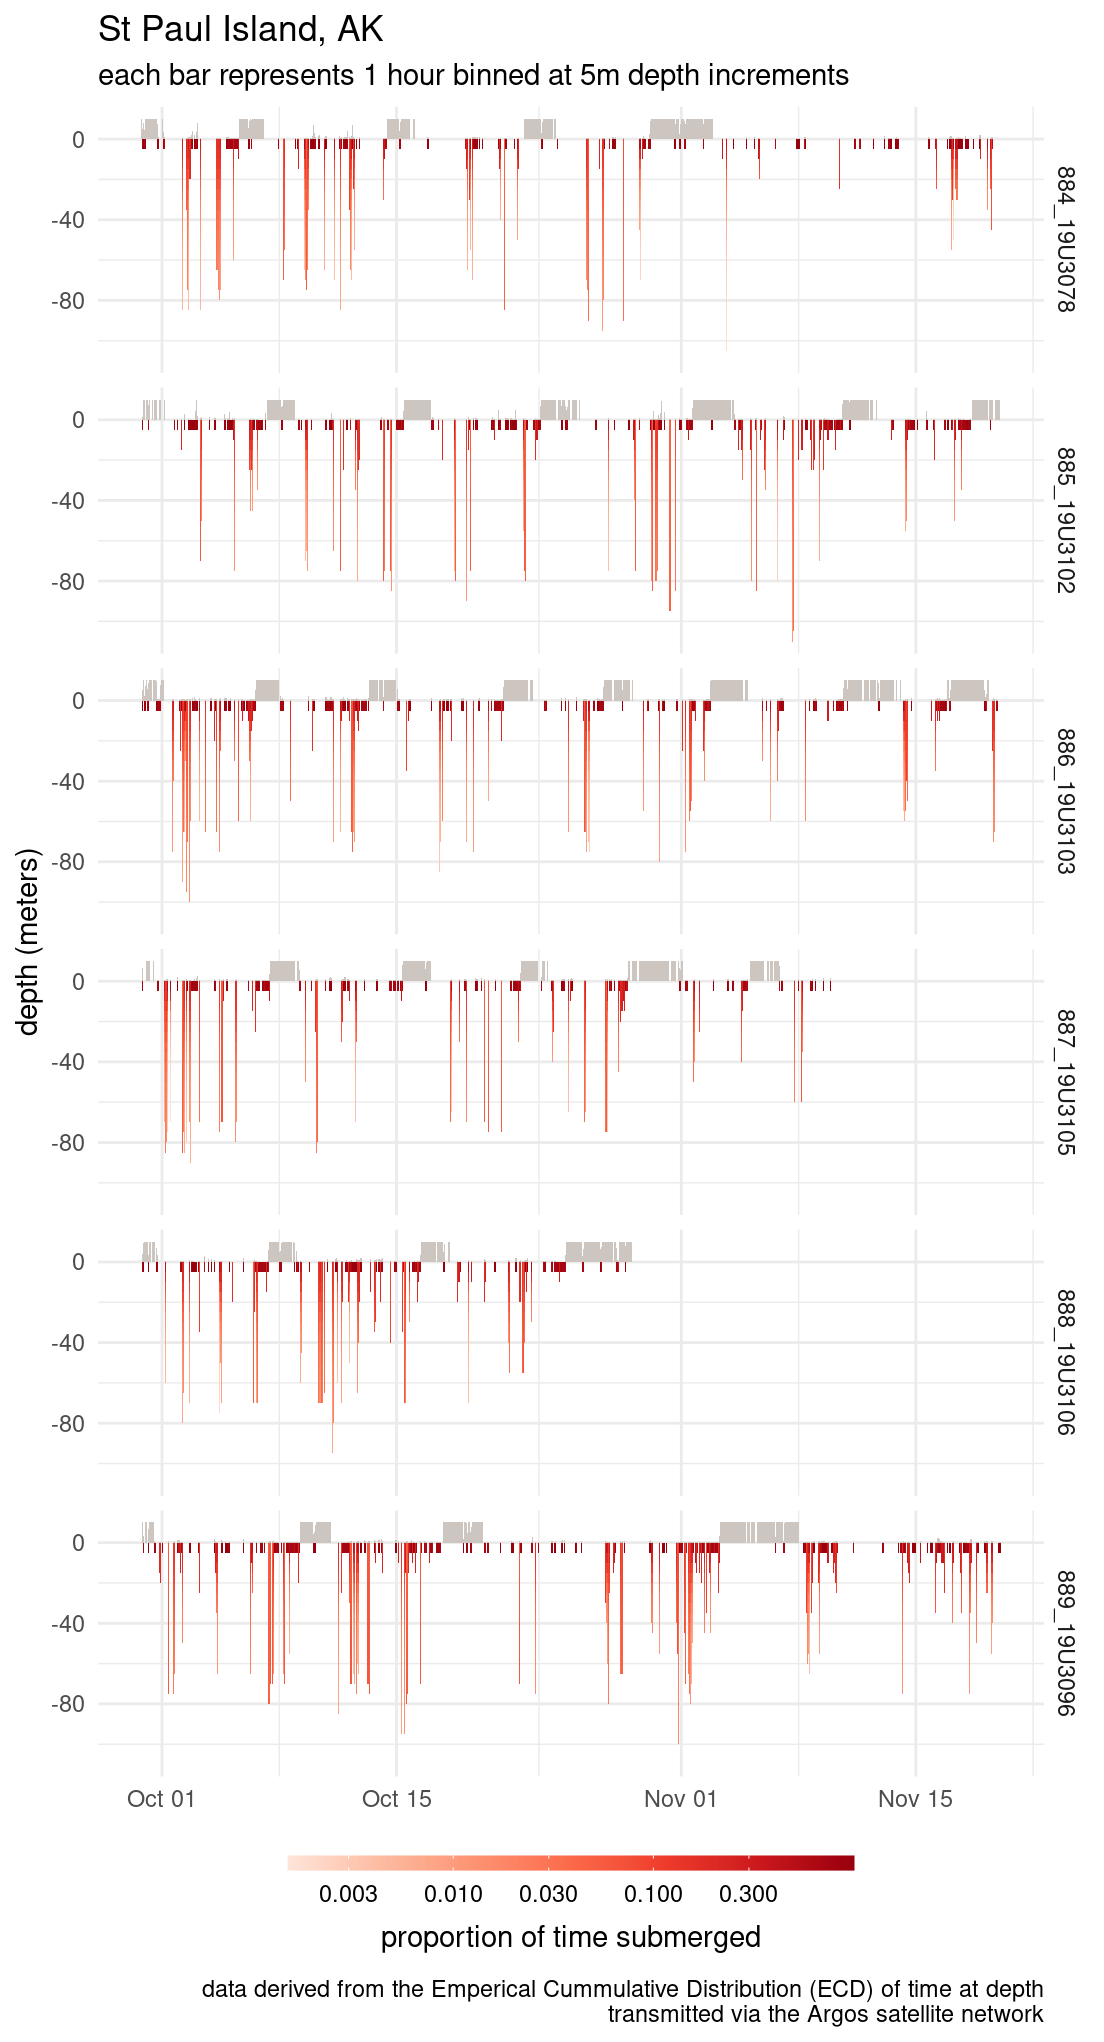 St Paul Island, AK
each bar represents 1 hour binned at 5m depth increments
0
-40
-80
884_19U3078
0
-40
-80
885_19U3102
0
-40
-80
886_19U3103
depth (meters)
0
-40
-80
887_19U3105
0
-40
-80
888_19U3106
0
-40
-80
889_19U3096
Oct 01 Oct 15 Nov 01 Nov 15
0.003 0.010 0.030 0.100 0.300
proportion of time submerged
data derived from the Emperical Cummulative Distribution (ECD) of time at depth
transmitted via the Argos satellite network